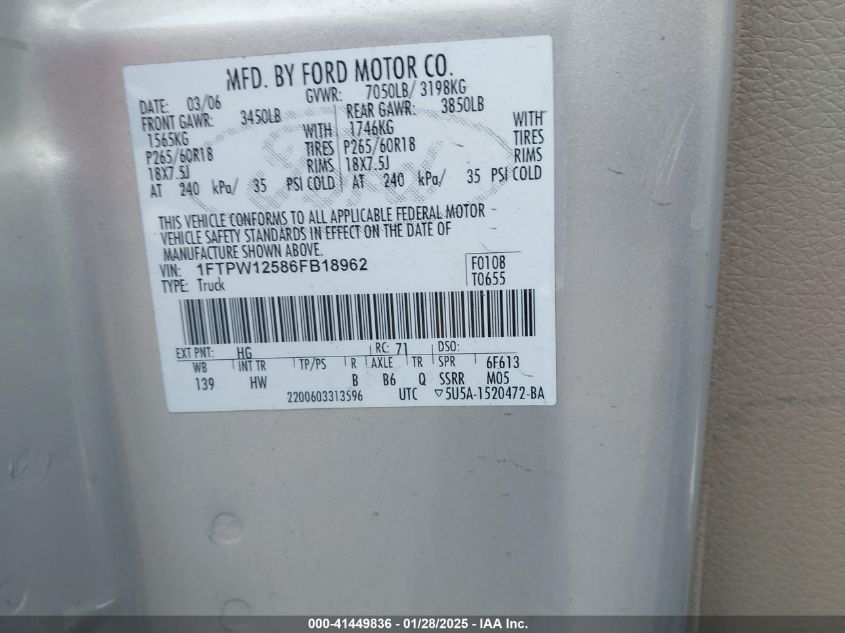 MFD. BY FORD MOTOR CO.
DATE: 03/06 GVWR: 7050LB/ 3198KG
FRONT GAWR: 3450LB REAR GAWR: 3850LB
1565KG WITH 1746KG WITH
P265/60R18 TIRES P265/60R18 TIRES
18X7.5J RIMS 18X7.5J RIMS
AT 240 kPa/ 35 PSI COLD AT 240 kPa/ 35 PSI COLD
THIS VEHICLE CONFORMS TO ALL APPLICABLE FEDERAL MOTOR
VEHICLE SAFETY STANDARDS IN EFFECT ON THE DATE OF
MANUFACTURE SHOWN ABOVE.
VIN: 1FTPW12586FB18962 F0108
TYPE: Truck T0655
EXT PNT: HG RC: 71 DSO:
WB INT TR TP/PS R AXLE TR SPR 6F613
139 HW B B6 Q SSRR M05
2200603313596 UTC ▽5U5A-1520472-BA
000-41449836 - 01/28/2025 - IAA Inc.